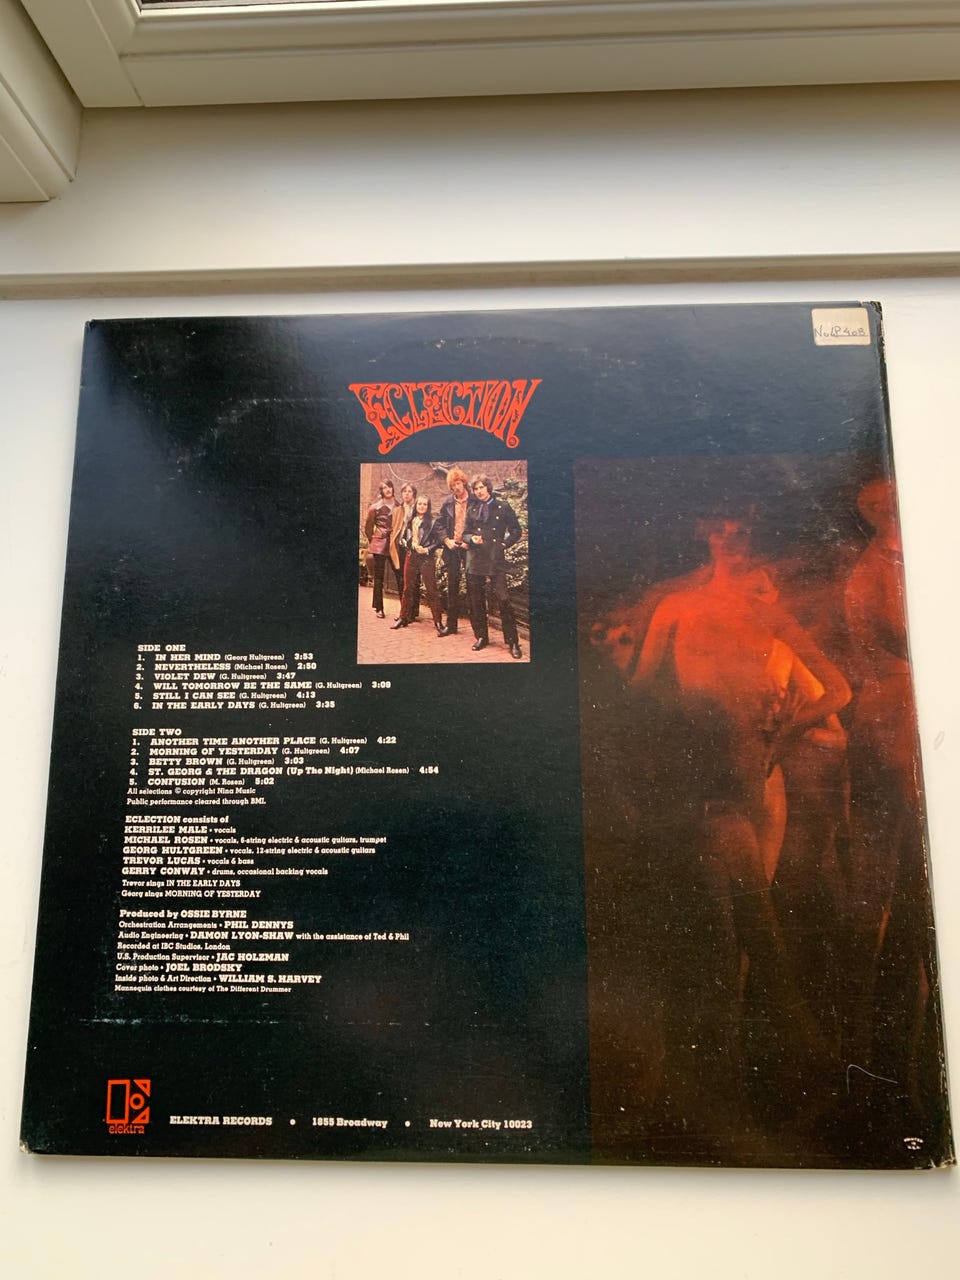 No LP 408
ECLECTION
SIDE ONE
1. IN HER MIND (Georg Hultgreen) 3:53
2. NEVERTHELESS (Michael Rosen) 2:50
3. VIOLET DEW (G. Hultgreen) 3:47
4. WILL TOMORROW BE THE SAME (G. Hultgreen) 3:09
5. STILL I CAN SEE (G. Hultgreen) 4:13
6. IN THE EARLY DAYS (G. Hultgreen) 3:35
SIDE TWO
1. ANOTHER TIME ANOTHER PLACE (G. Hultgreen) 4:22
2. MORNING OF YESTERDAY (G. Hultgreen) 4:07
3. BETTY BROWN (G. Hultgreen) 3:03
4. ST. GEORG & THE DRAGON (Up The Night) (Michael Rosen) 4:54
5. CONFUSION (M. Rosen) 5:02
All selections © copyright Nina Music
Public performance cleared through BMI.
ECLECTION consists of
KERRILEE MALE • vocals
MICHAEL ROSEN • vocals, 6-string electric & acoustic guitars, trumpet
GEORG HULTGREEN • vocals, 12-string electric & acoustic guitars
TREVOR LUCAS • vocals & bass
GERRY CONWAY • drums, occasional backing vocals
Trevor sings IN THE EARLY DAYS
Georg sings MORNING OF YESTERDAY
Produced by OSSIE BYRNE
Orchestration Arrangements • PHIL DENNYS
Audio Engineering • DAMON LYON-SHAW with the assistance of Ted & Phil
Recorded at IBC Studios, London
U.S. Production Supervisor • JAC HOLZMAN
Cover photo • JOEL BRODSKY
Inside photo & Art Direction • WILLIAM S. HARVEY
Mannequin clothes courtesy of The Different Drummer
elektra
ELEKTRA RECORDS • 1855 Broadway • New York City 10023